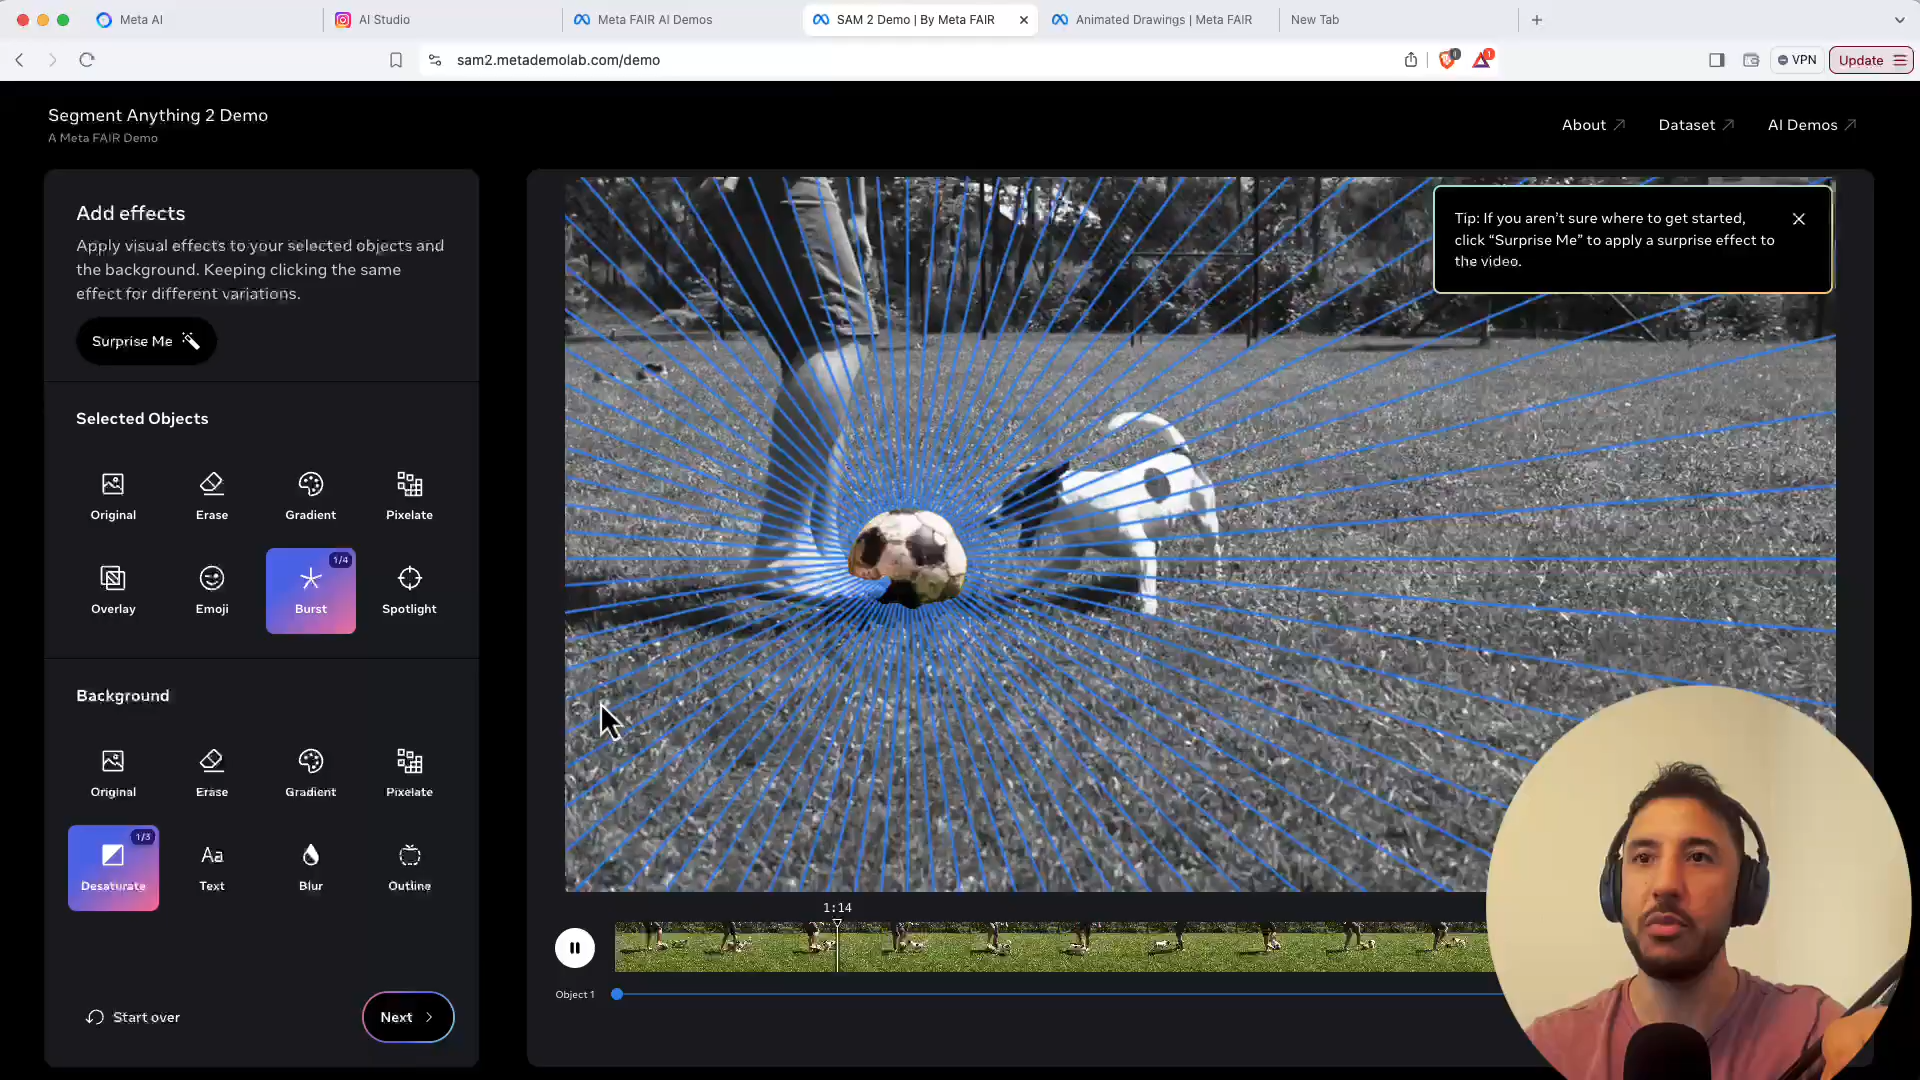 Meta AI
AI Studio
Meta FAIR AI Demos
SAM 2 Demo | By Meta FAIR
Animated Drawings | Meta FAIR
New Tab
sam2.metademolab.com/demo
1
VPN
Update
Segment Anything 2 Demo
A Meta FAIR Demo
About
Dataset
AI Demos
Add effects
Apply visual effects to your selected objects and
the background. Keeping clicking the same
effect for different variations.
Surprise Me
Tip: If you aren’t sure where to get started,
click “Surprise Me” to apply a surprise effect to
the video.
Selected Objects
Original
Erase
Gradient
Pixelate
Overlay
Emoji
1/4
Burst
Spotlight
Background
Original
Erase
Gradient
Pixelate
1/3
Desaturate
Aa
Text
Blur
Outline
1:14
Object 1
Start over
Next